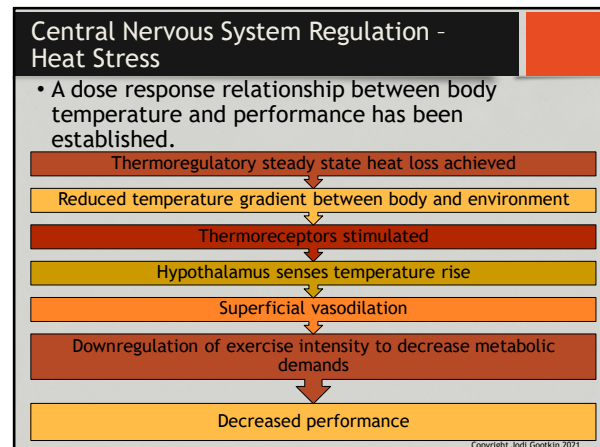 Central Nervous System Regulation –
Heat Stress
• A dose response relationship between body
temperature and performance has been
established.
Thermoregulatory steady state heat loss achieved
Reduced temperature gradient between body and environment
Thermoreceptors stimulated
Hypothalamus senses temperature rise
Superficial vasodilation
Downregulation of exercise intensity to decrease metabolic
demands
Decreased performance
Copyright Jodi Gootkin 2021